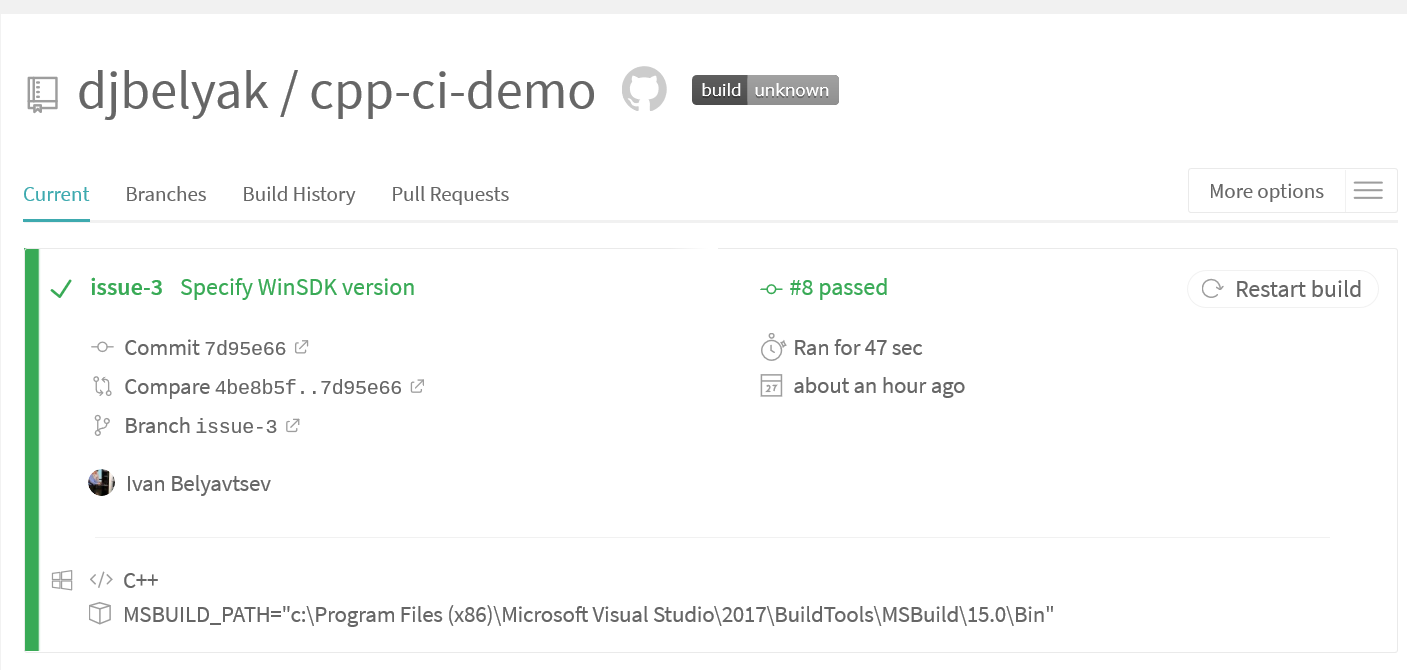 djbelyak / cpp-ci-demo build unknown
Current Branches Build History Pull Requests More options
issue-3 Specify WinSDK version #8 passed Restart build
Commit 7d95e66 Ran for 47 sec
Compare 4be8b5f..7d95e66 27 about an hour ago
Branch issue-3
Ivan Belyavtsev
</> C++
MSBUILD_PATH="c:\Program Files (x86)\Microsoft Visual Studio\2017\BuildTools\MSBuild\15.0\Bin"